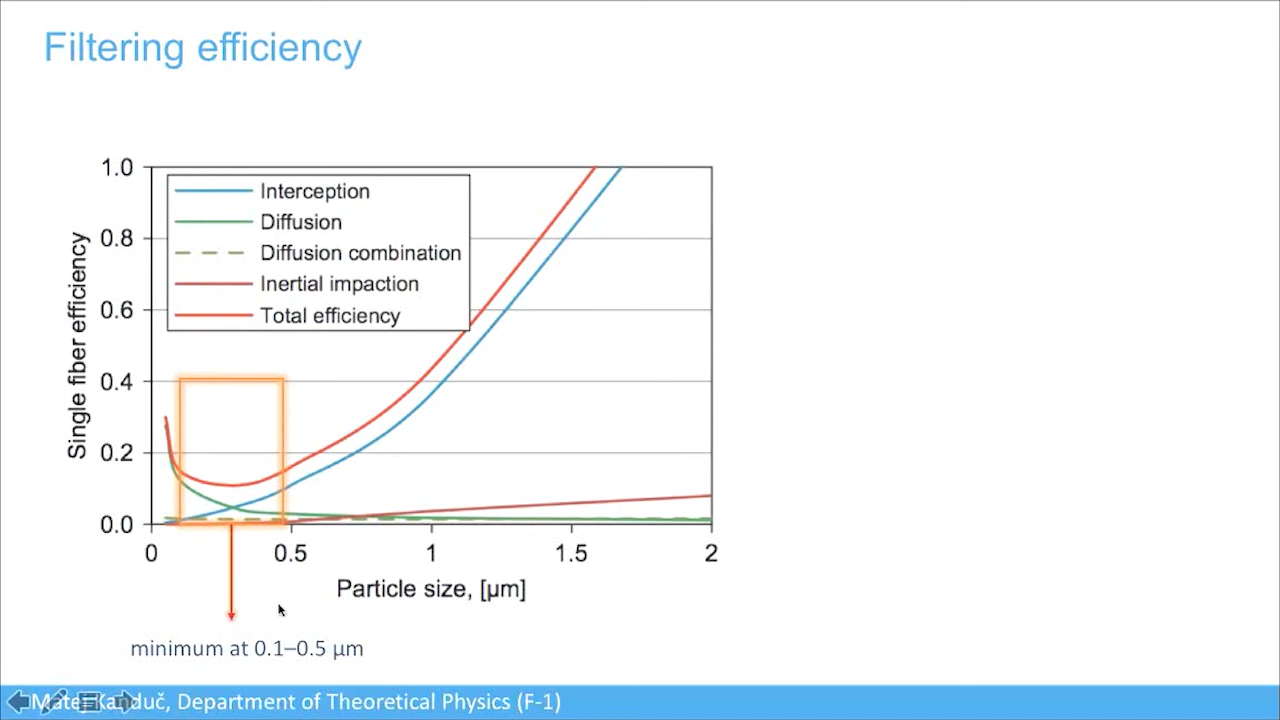 Filtering efficiency
1.0
0.8
0.6
0.4
0.2
0.0
Single fiber efficiency
Interception
Diffusion
Diffusion combination
Inertial impaction
Total efficiency
0 0.5 1 1.5 2
Particle size, [µm]
minimum at 0.1–0.5 µm
Matej Kanduč, Department of Theoretical Physics (F-1)